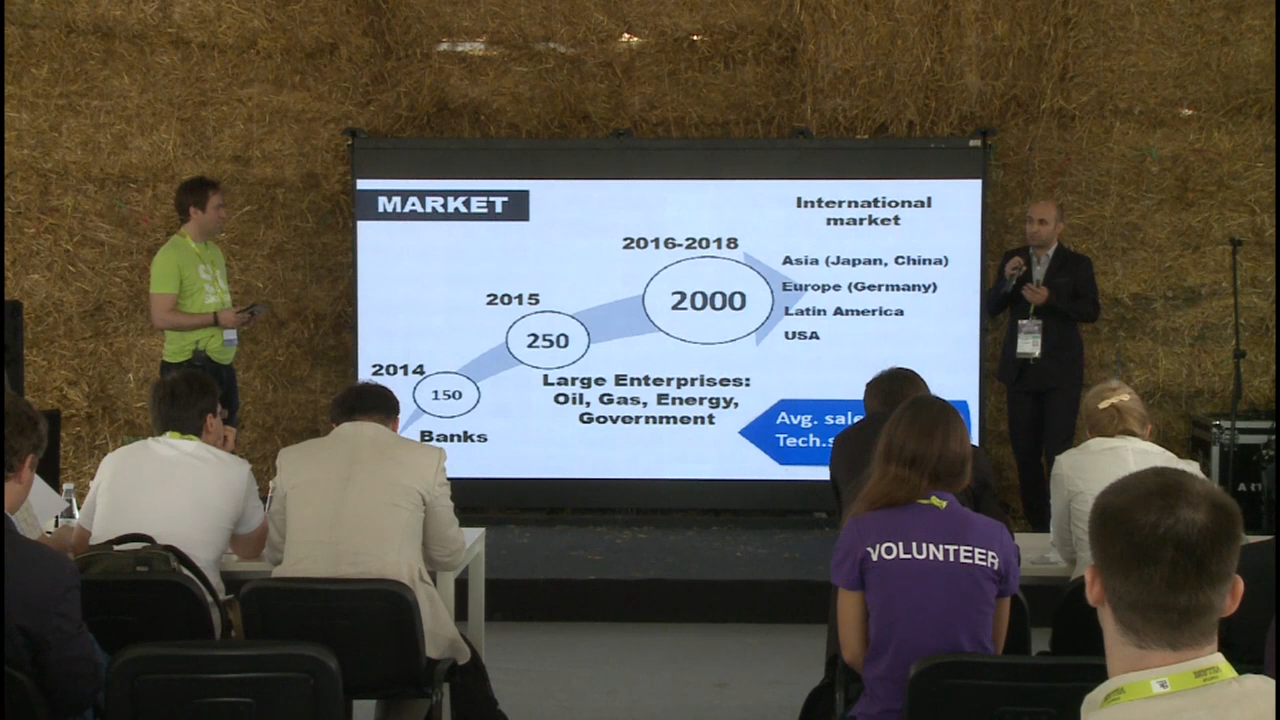 MARKET
International
market
2016-2018
Asia (Japan, China)
Europe (Germany)
Latin America
USA
2000
2015
250
2014
150
Large Enterprises:
Oil, Gas, Energy,
Government
Banks
Avg. sale
Tech.s
VOLUNTEER